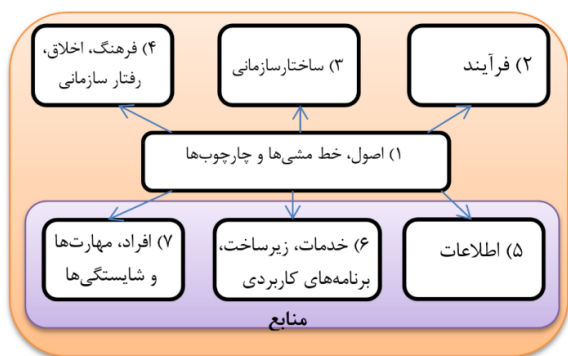 ۲) فرآیند
۳) ساختارسازمانی
۴) فرهنگ، اخلاق،
رفتار سازمانی
۱) اصول، خط مشی‌ها و چارچوب‌ها
۵) اطلاعات
۶) خدمات، زیرساخت،
برنامه‌های کاربردی
۷) افراد، مهارت‌ها
و شایستگی‌ها
منابع